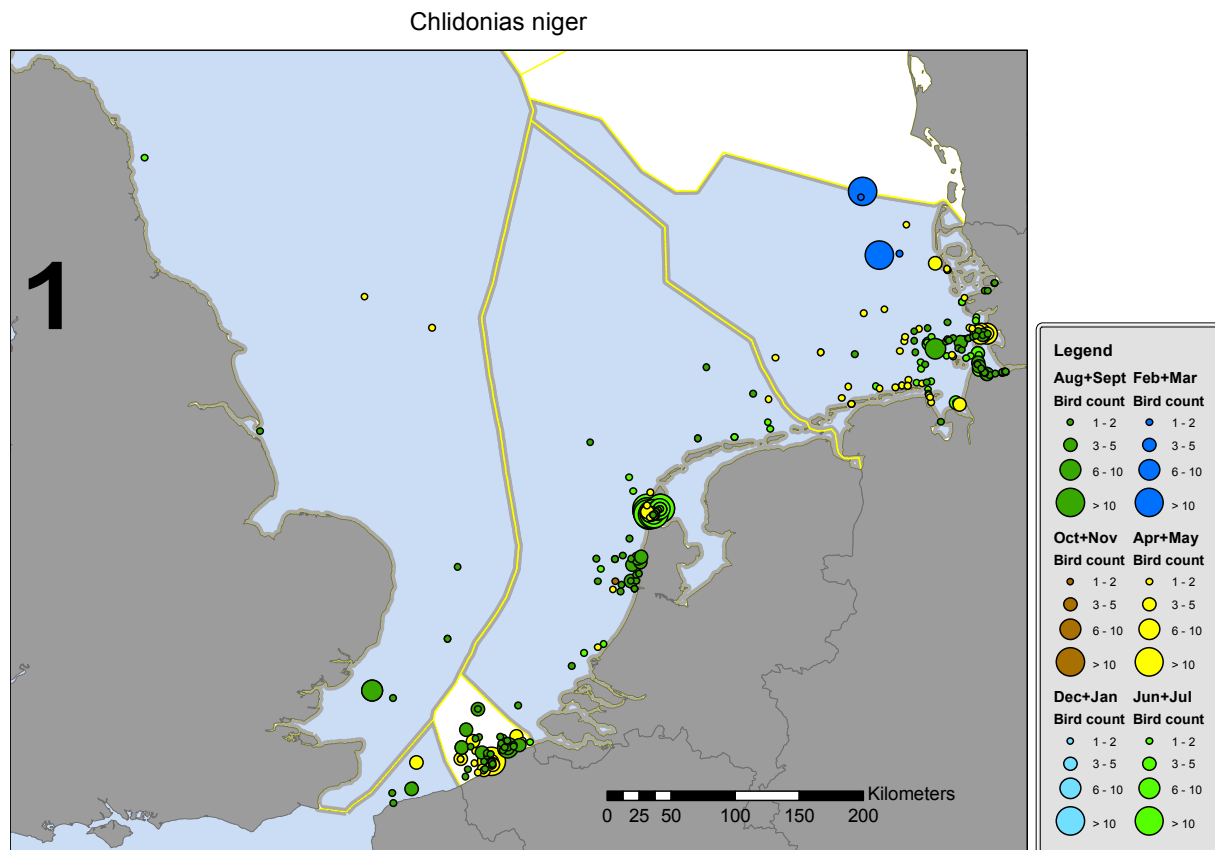 Chlidonias niger
1
Kilometers
0 25 50 100 150 200
Legend
Aug+Sept Feb+Mar
Bird count Bird count
1 - 2 1 - 2
3 - 5 3 - 5
6 - 10 6 - 10
> 10 > 10
Oct+Nov Apr+May
Bird count Bird count
1 - 2 1 - 2
3 - 5 3 - 5
6 - 10 6 - 10
> 10 > 10
Dec+Jan Jun+Jul
Bird count Bird count
1 - 2 1 - 2
3 - 5 3 - 5
6 - 10 6 - 10
> 10 > 10